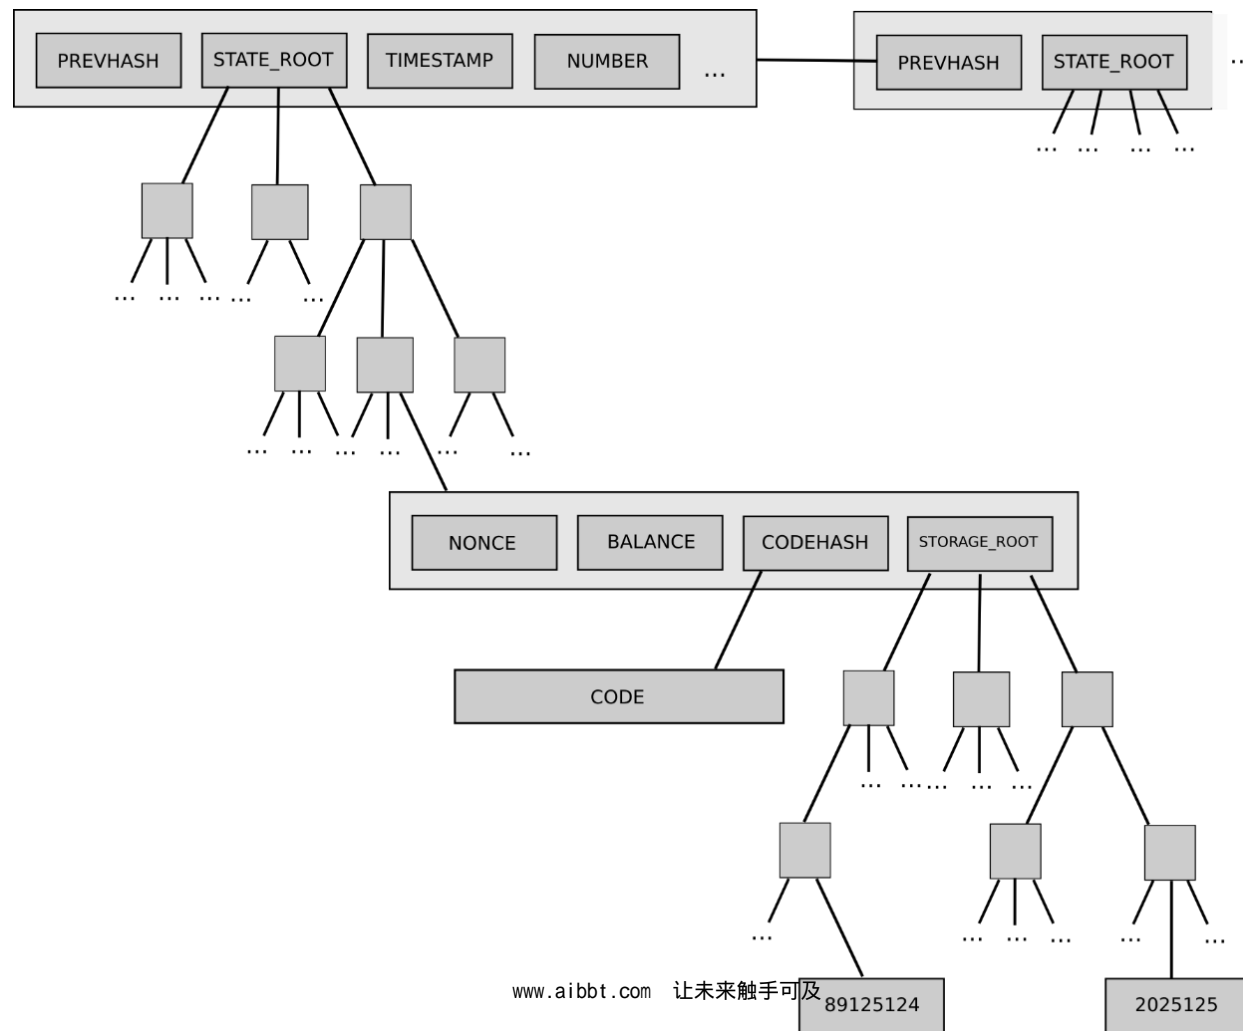 PREVHASH STATE_ROOT TIMESTAMP NUMBER ... PREVHASH STATE_ROOT ...
... ... ... ...
... ... ... ... ...
... ... ... ... ... ...
NONCE BALANCE CODEHASH STORAGE_ROOT
CODE
... ... ... ... ...
... ... ... ... ... ...
www.aibbt.com 让未来触手可及
89125124 2025125